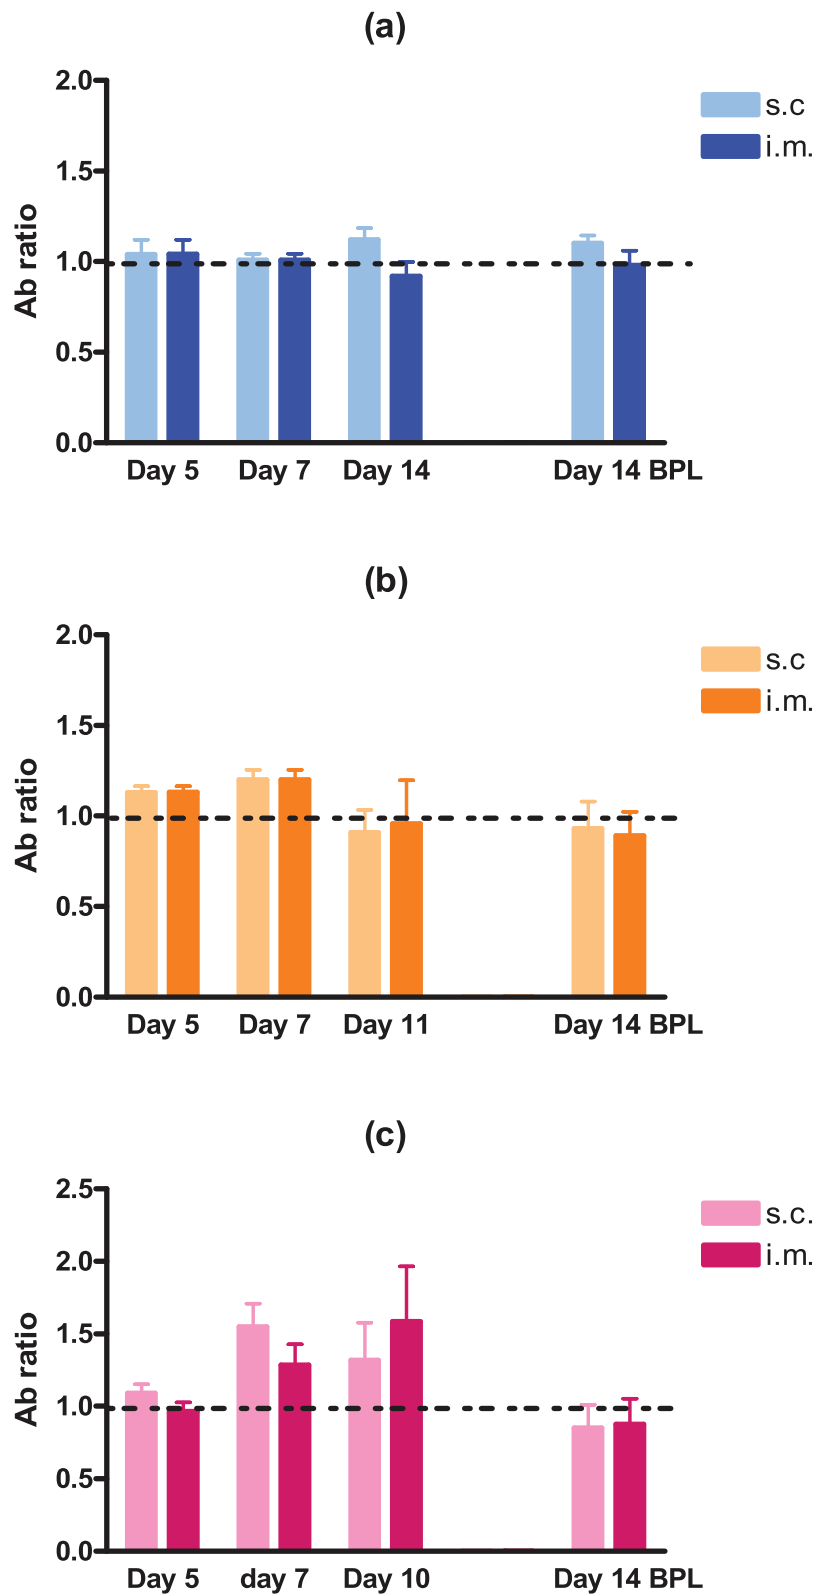 (a)
2.0
1.5
1.0
0.5
0.0
Ab ratio
s.c
i.m.
Day 5 Day 7 Day 14 Day 14 BPL
(b)
2.0
1.5
1.0
0.5
0.0
Ab ratio
s.c
i.m.
Day 5 Day 7 Day 11 Day 14 BPL
(c)
2.5
2.0
1.5
1.0
0.5
0.0
Ab ratio
s.c.
i.m.
Day 5 day 7 Day 10 Day 14 BPL